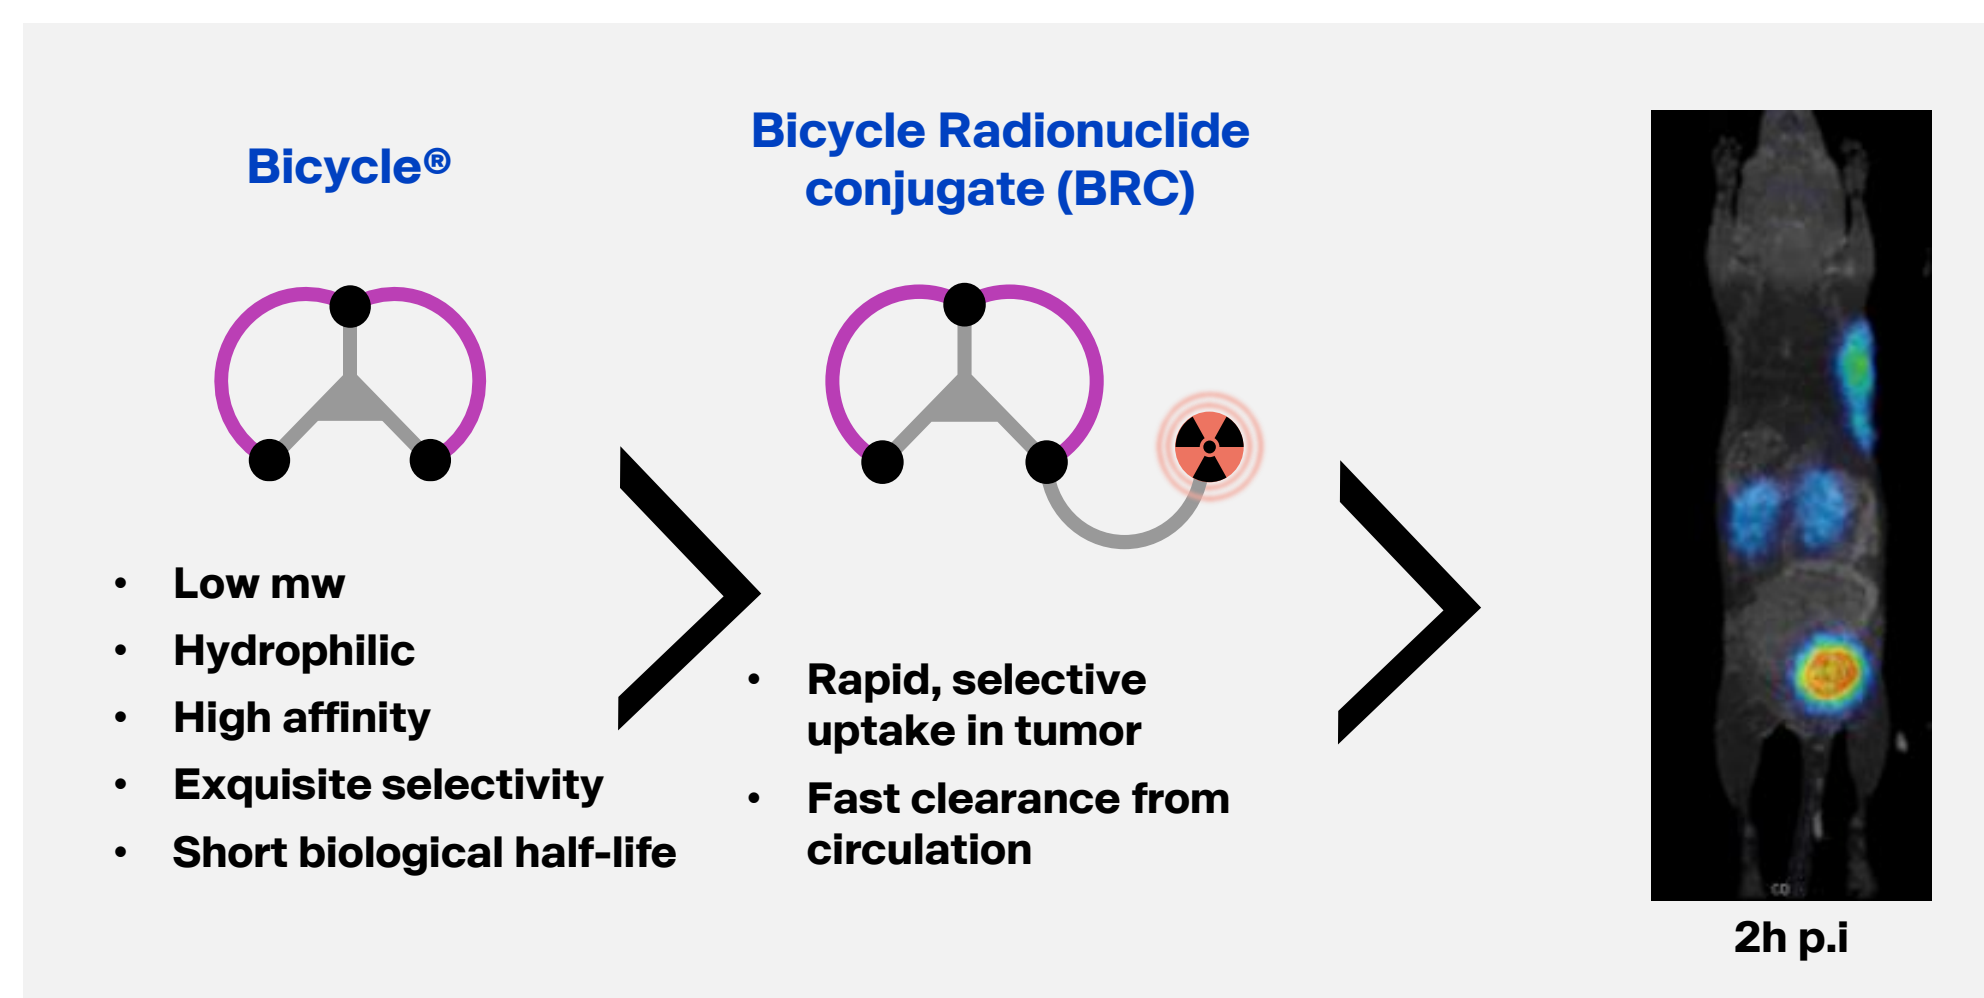 Bicycle®
• Low mw
• Hydrophilic
• High affinity
• Exquisite selectivity
• Short biological half-life
Bicycle Radionuclide
conjugate (BRC)
• Rapid, selective
uptake in tumor
• Fast clearance from
circulation
CD
2h p.i